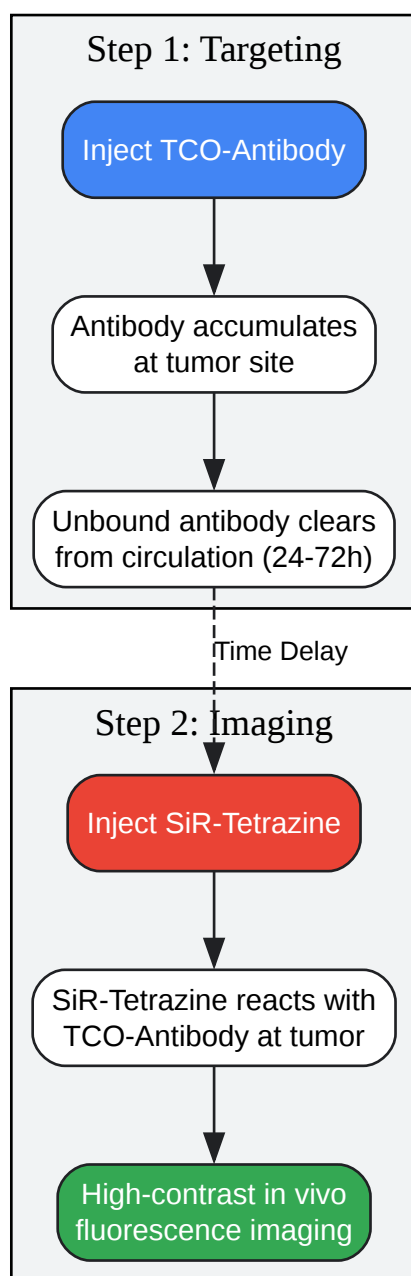 Step 1: Targeting
Inject TCO-Antibody
Antibody accumulates
at tumor site
Unbound antibody clears
from circulation (24-72h)
Time Delay
Step 2: Imaging
Inject SiR-Tetrazine
SiR-Tetrazine reacts with
TCO-Antibody at tumor
High-contrast in vivo
fluorescence imaging